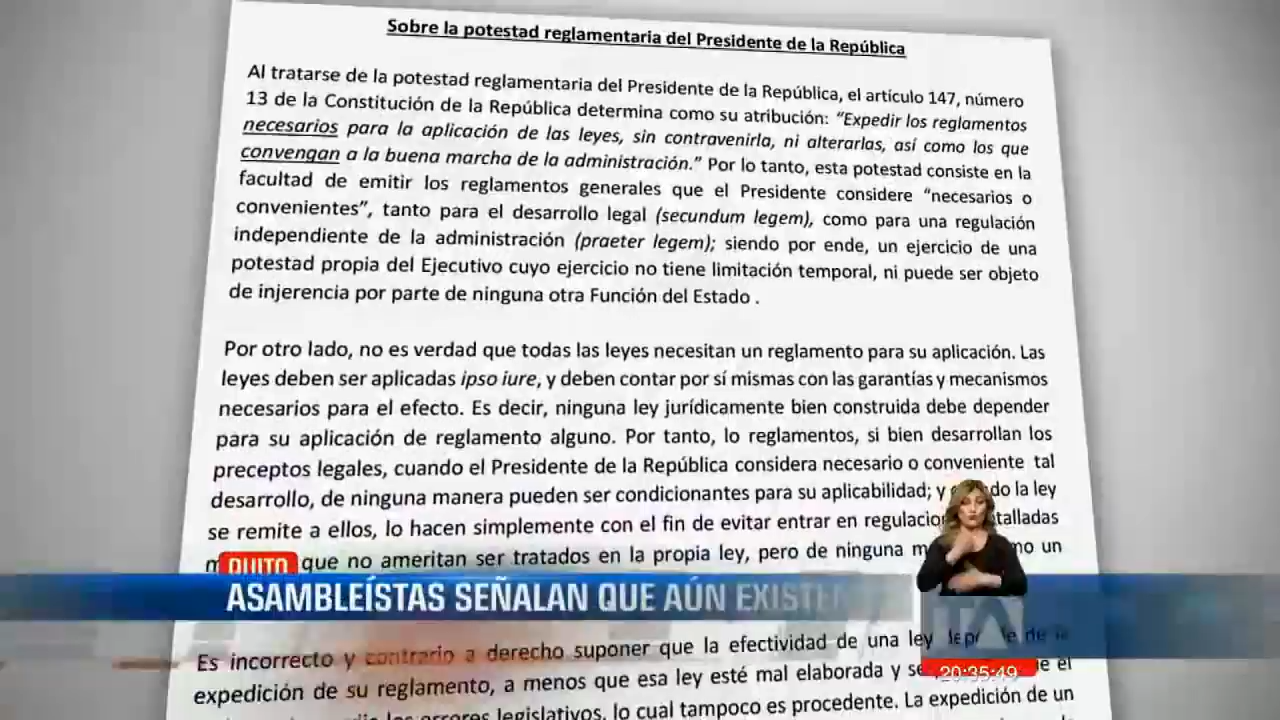 Sobre la potestad reglamentaria del Presidente de la República
Al tratarse de la potestad reglamentaria del Presidente de la República, el artículo 147, número
13 de la Constitución de la República determina como su atribución: “Expedir los reglamentos
necesarios para la aplicación de las leyes, sin contravenirla, ni alterarlas, así como los que
convengan a la buena marcha de la administración.” Por lo tanto, esta potestad consiste en la
facultad de emitir los reglamentos generales que el Presidente considere “necesarios o
convenientes”, tanto para el desarrollo legal (secundum legem), como para una regulación
independiente de la administración (praeter legem); siendo por ende, un ejercicio de una
potestad propia del Ejecutivo cuyo ejercicio no tiene limitación temporal, ni puede ser objeto
de injerencia por parte de ninguna otra Función del Estado .
Por otro lado, no es verdad que todas las leyes necesitan un reglamento para su aplicación. Las
leyes deben ser aplicadas ipso iure, y deben contar por sí mismas con las garantías y mecanismos
necesarios para el efecto. Es decir, ninguna ley jurídicamente bien construida debe depender
para su aplicación de reglamento alguno. Por tanto, lo reglamentos, si bien desarrollan los
preceptos legales, cuando el Presidente de la República considera necesario o conveniente tal
desarrollo, de ninguna manera pueden ser condicionantes para su aplicabilidad; y la ley
se remite a ellos, lo hacen simplemente con el fin de evitar entrar en
que no ameritan ser tratados en la propia ley, pero de ninguna un
QUITO
ASAMBLEÍSTAS SEÑALAN QUE AÚN EXISTEN
Es incorrecto y contrario a derecho suponer que la efectividad de una ley de la
expedición de su reglamento, a menos que esa ley esté mal elaborada y el
20:35:49
los errores legislativos, lo cual tampoco es procedente. La expedición de un